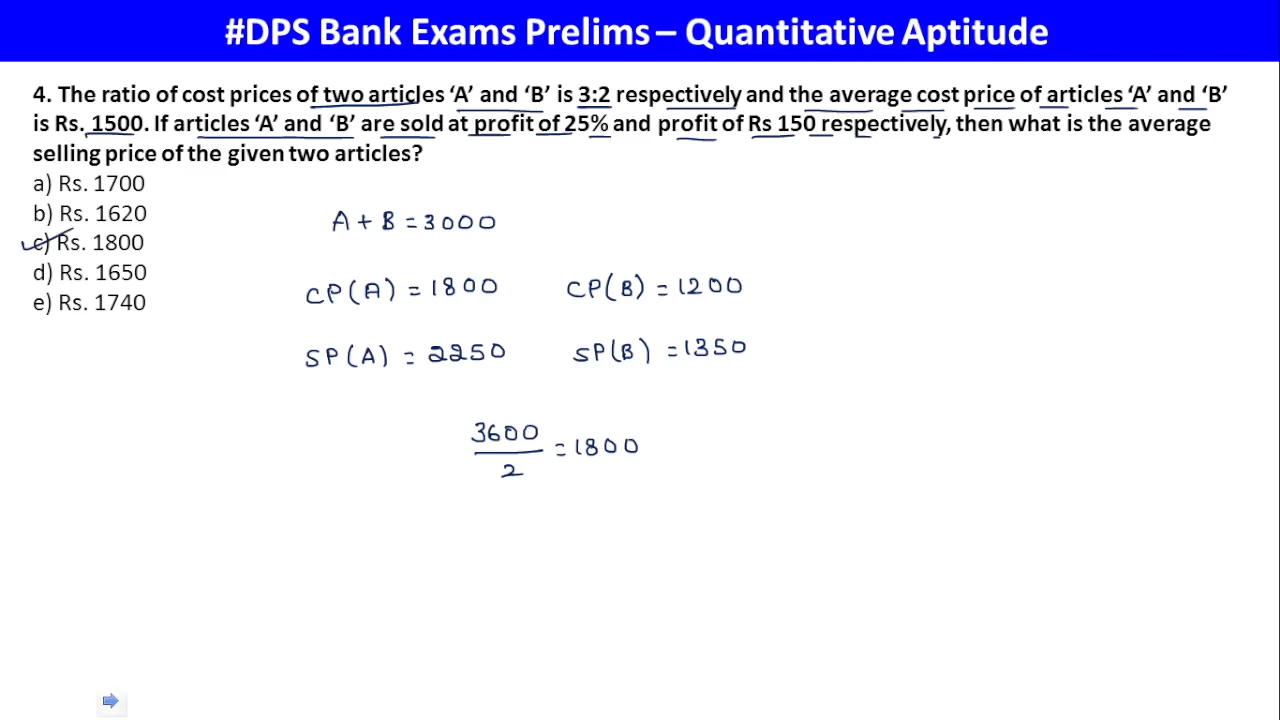 #DPS Bank Exams Prelims – Quantitative Aptitude
4. The ratio of cost prices of two articles ‘A’ and ‘B’ is 3:2 respectively and the average cost price of articles ‘A’ and ‘B’
is Rs. 1500. If articles ‘A’ and ‘B’ are sold at profit of 25% and profit of Rs 150 respectively, then what is the average
selling price of the given two articles?
a) Rs. 1700
b) Rs. 1620
c) Rs. 1800
d) Rs. 1650
e) Rs. 1740
A + B = 3000
CP(A) = 1800 CP(B) = 1200
SP(A) = 2250 SP(B) = 1350
3600
= 1800
2